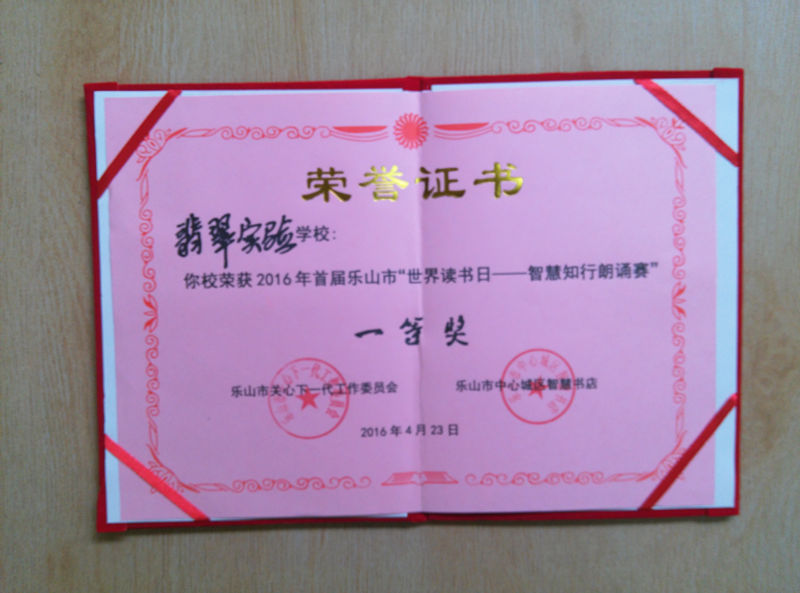 荣誉证书
翡翠实验学校：
你校荣获2016年首届乐山市“世界读书日——智慧知行朗诵赛”
一等奖
乐山市关心下一代工作委员会 乐山市中心城区智慧书店
2016年4月23日